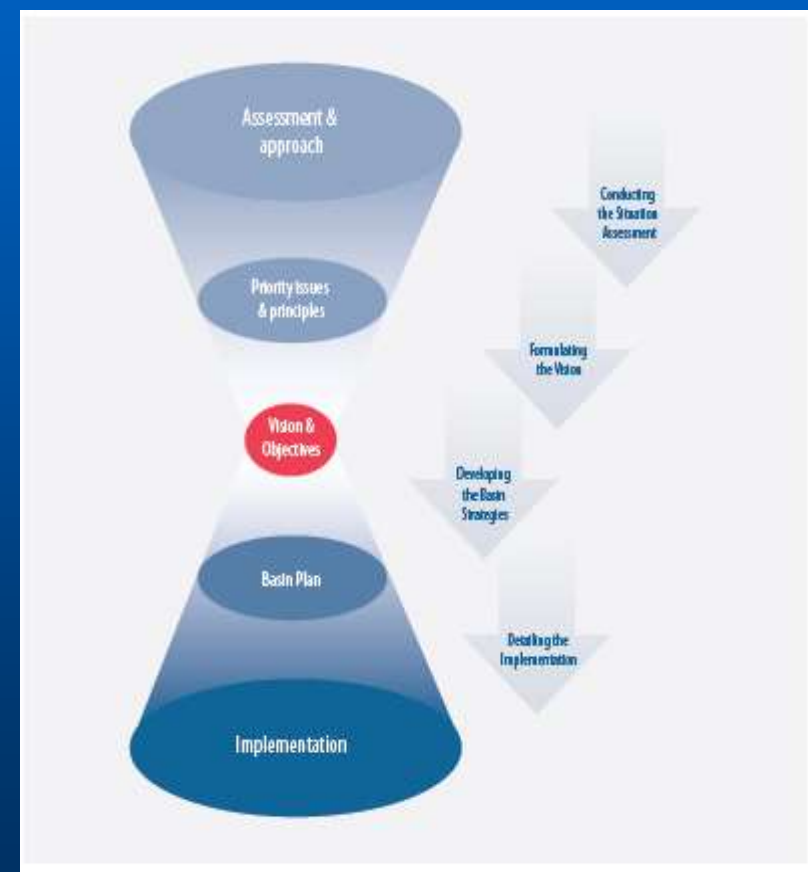 Assessment &
approach
Priority issues
& principles
Vision &
Objectives
Basin Plan
Implementation
Conducting
the Situation
Assessment
Formulating
the Vision
Developing
the Basin
Strategies
Detailing the
Implementation